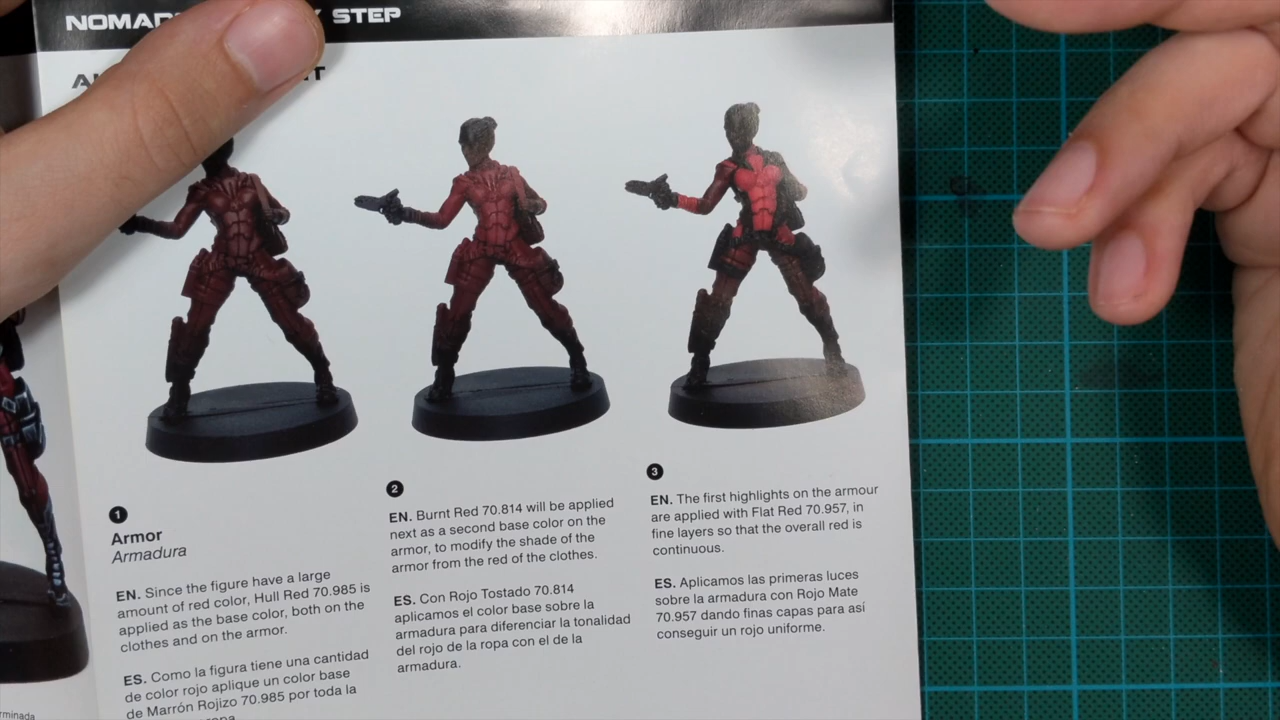 STEP
1
Armor
Armadura
EN. Since the figure have a large
amount of red color, Hull Red 70.985 is
applied as the base color, both on the
clothes and on the armor.
ES. Como la figura tiene una cantidad
de color rojo aplique un color base
de Marrón Rojizo 70.985 por toda la
2
EN. Burnt Red 70.814 will be applied
next as a second base color on the
armor, to modify the shade of the
armor from the red of the clothes.
ES. Con Rojo Tostado 70.814
aplicamos el color base sobre la
armadura para diferenciar la tonalidad
del rojo de la ropa con el de la
armadura.
3
EN. The first highlights on the armour
are applied with Flat Red 70.957, in
fine layers so that the overall red is
continuous.
ES. Aplicamos las primeras luces
sobre la armadura con Rojo Mate
70.957 dando finas capas para así
conseguir un rojo uniforme.